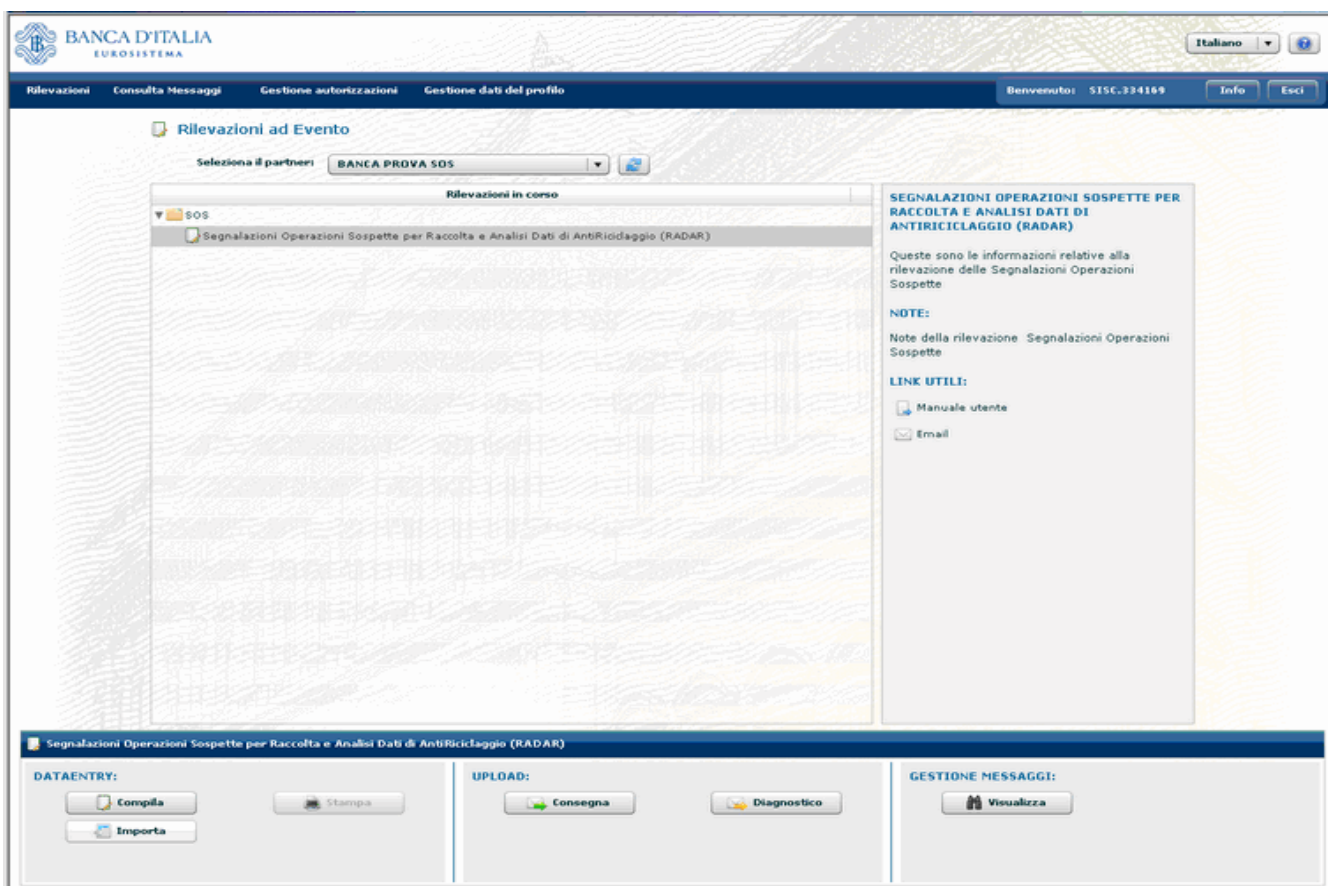 BANCA D'ITALIA
EUROSISTEMA
Italiano
Rilevazioni Consulta Messaggi Gestione autorizzazioni Gestione dati del profilo Benvenuto: SISC.334169 Info Esci
Rilevazioni ad Evento
Seleziona il partner: BANCA PROVA SOS
Rilevazioni in corso
SOS
Segnalazioni Operazioni Sospette per Raccolta e Analisi Dati di AntiRiciclaggio (RADAR)
SEGNALAZIONI OPERAZIONI SOSPETTE PER
RACCOLTA E ANALISI DATI DI
ANTIRICICLAGGIO (RADAR)
Queste sono le informazioni relative alla
rilevazione delle Segnalazioni Operazioni
Sospette
NOTE:
Note della rilevazione Segnalazioni Operazioni
Sospette
LINK UTILI:
Manuale utente
Email
Segnalazioni Operazioni Sospette per Raccolta e Analisi Dati di AntiRiciclaggio (RADAR)
DATAENTRY:
Compila Stampa
Importa
UPLOAD:
Consegna Diagnostico
GESTIONE MESSAGGI:
Visualizza